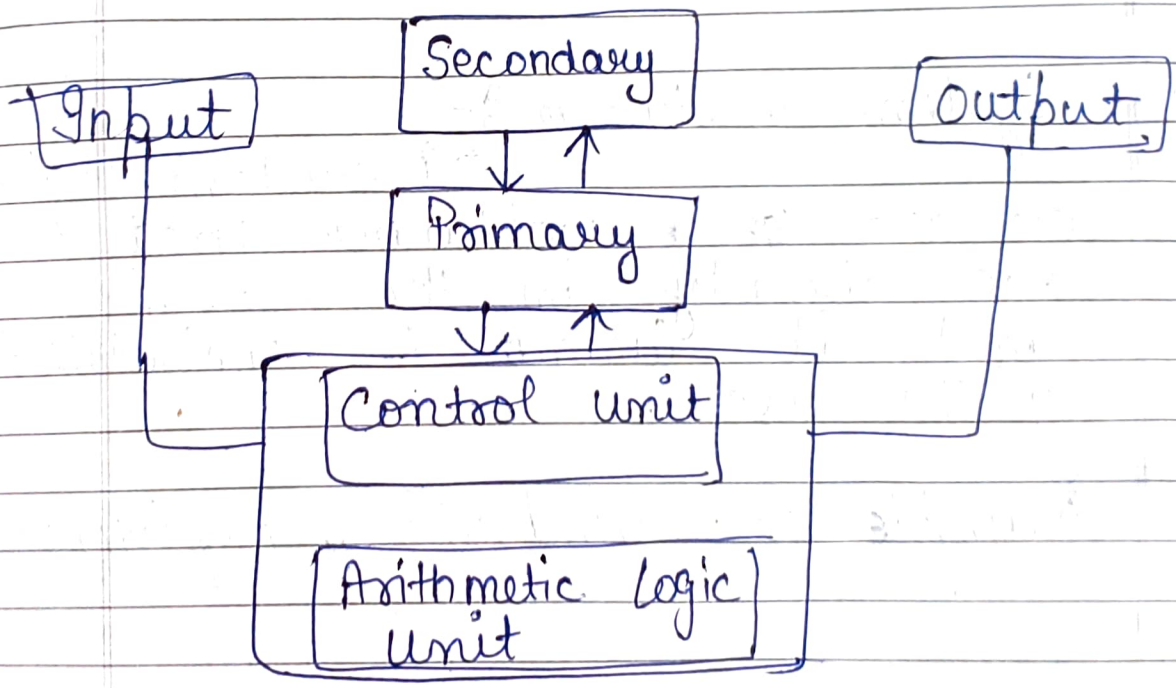 Secondary
Input
Output
Primary
Control unit
Arithmetic Logic
unit